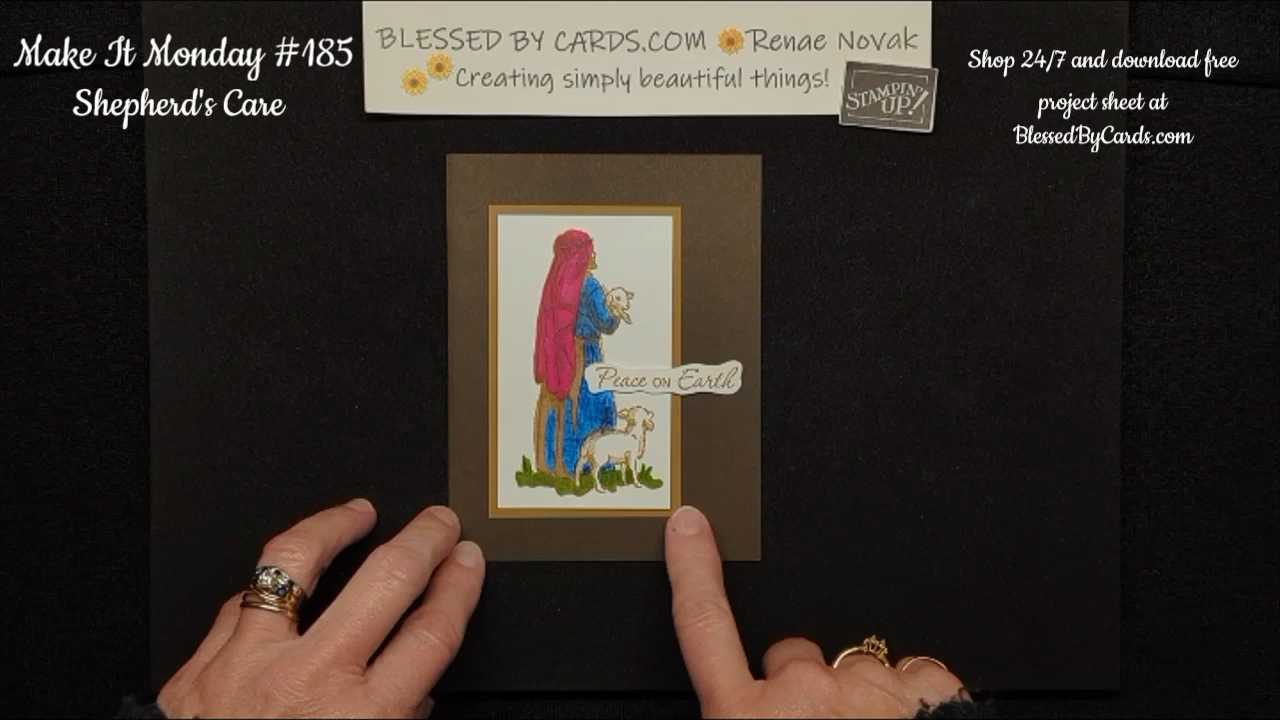 Make It Monday #185
Shepherd's Care
BLESSED BY CARDS.COM Renae Novak
Creating simply beautiful things!
STAMPIN'
UP!
Shop 24/7 and download free
project sheet at
BlessedByCards.com
Peace on Earth